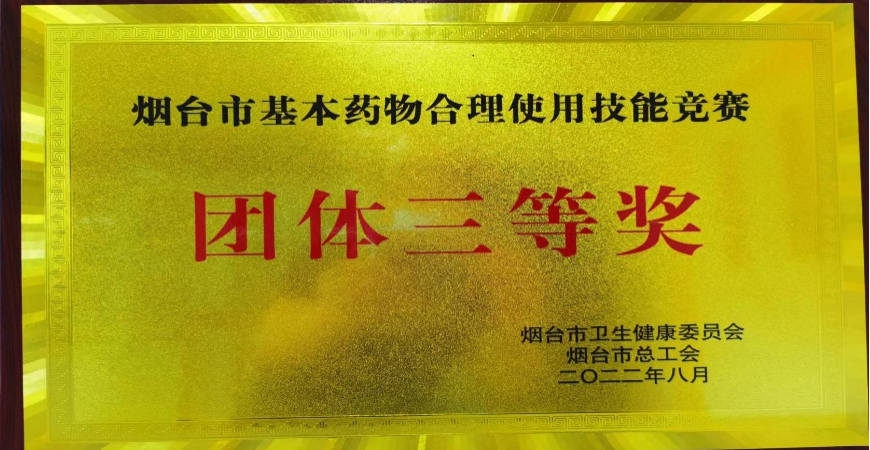 烟台市基本药物合理使用技能竞赛
团体三等奖
烟台市卫生健康委员会
烟台市总工会
二〇二二年八月